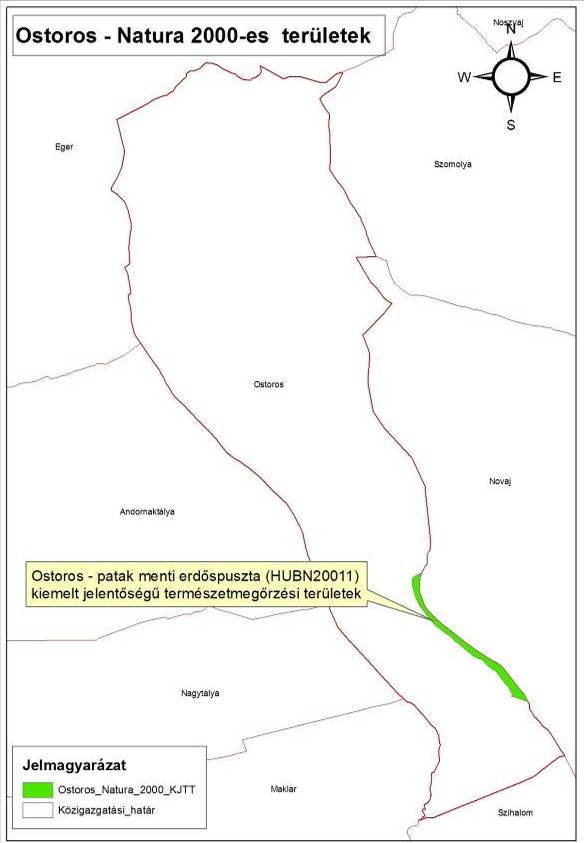 Ostoros - Natura 2000-es területek
Noszvaj
N
W
E
S
Eger
Szomolya
Ostoros
Novaj
Andornaktálya
Ostoros - patak menti erdőspuszta (HUBN20011)
kiemelt jelentőségű természetmegőrzési területek
Nagytálya
Maklár
Szihalom
Jelmagyarázat
Ostoros_Natura_2000_KJTT
Közigazgatási_határ